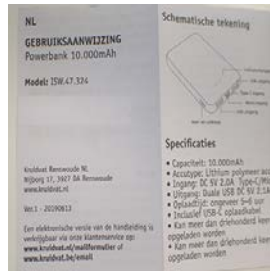 NL
GEBRUIKSAANWIJZING
Powerbank 10.000mAh
Model: ISW.47.324
Kruidvat Renswoude NL
Nijborg 17, 3927 DA Renswoude
www.kruidvat.nl
Ver.1 - 20190613
Een elektronische versie van de handleiding is
verkrijgbaar via onze klantenservice op:
www.kruidvat.nl/mailformulier of
www.kruidvat.be/email
Schematische tekening
Specificaties
• Capaciteit: 10.000mAh
• Accutype: Lithium polymeer
• Ingang: DC 5V 2.0A Type-C/
• Uitgang: Duale USB DC 5V
• Oplaadtijd: ongeveer 5-6 uur
• Inclusief USB-C oplaadkabel
• Kan meer dan driehonderd keer
opgeladen worden
• Kan meer dan driehonderd keer
opgeladen worden